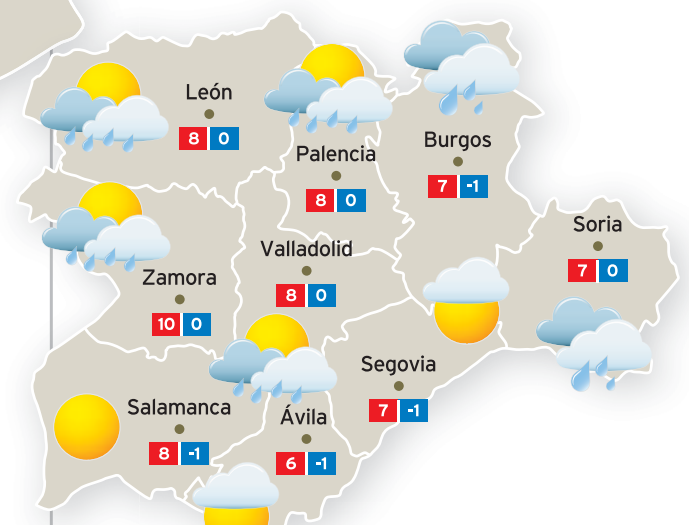 León
8 0
Palencia
8 0
Burgos
7 -1
Soria
7 0
Zamora
10 0
Valladolid
8 0
Segovia
7 -1
Salamanca
8 -1
Ávila
6 -1